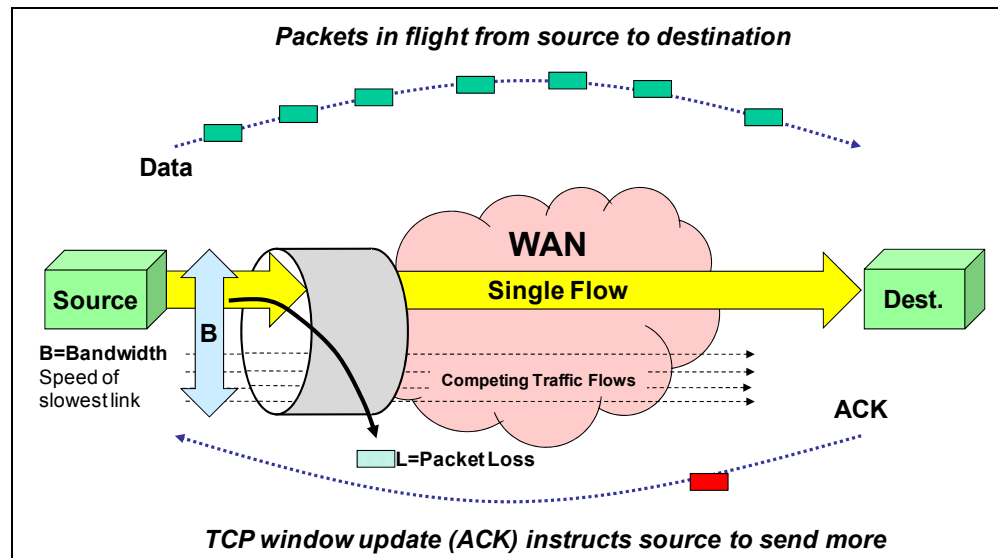 Packets in flight from source to destination
Data
WAN
Source
Single Flow
Dest.
B
B=Bandwidth
Speed of
slowest link
Competing Traffic Flows
ACK
L=Packet Loss
TCP window update (ACK) instructs source to send more